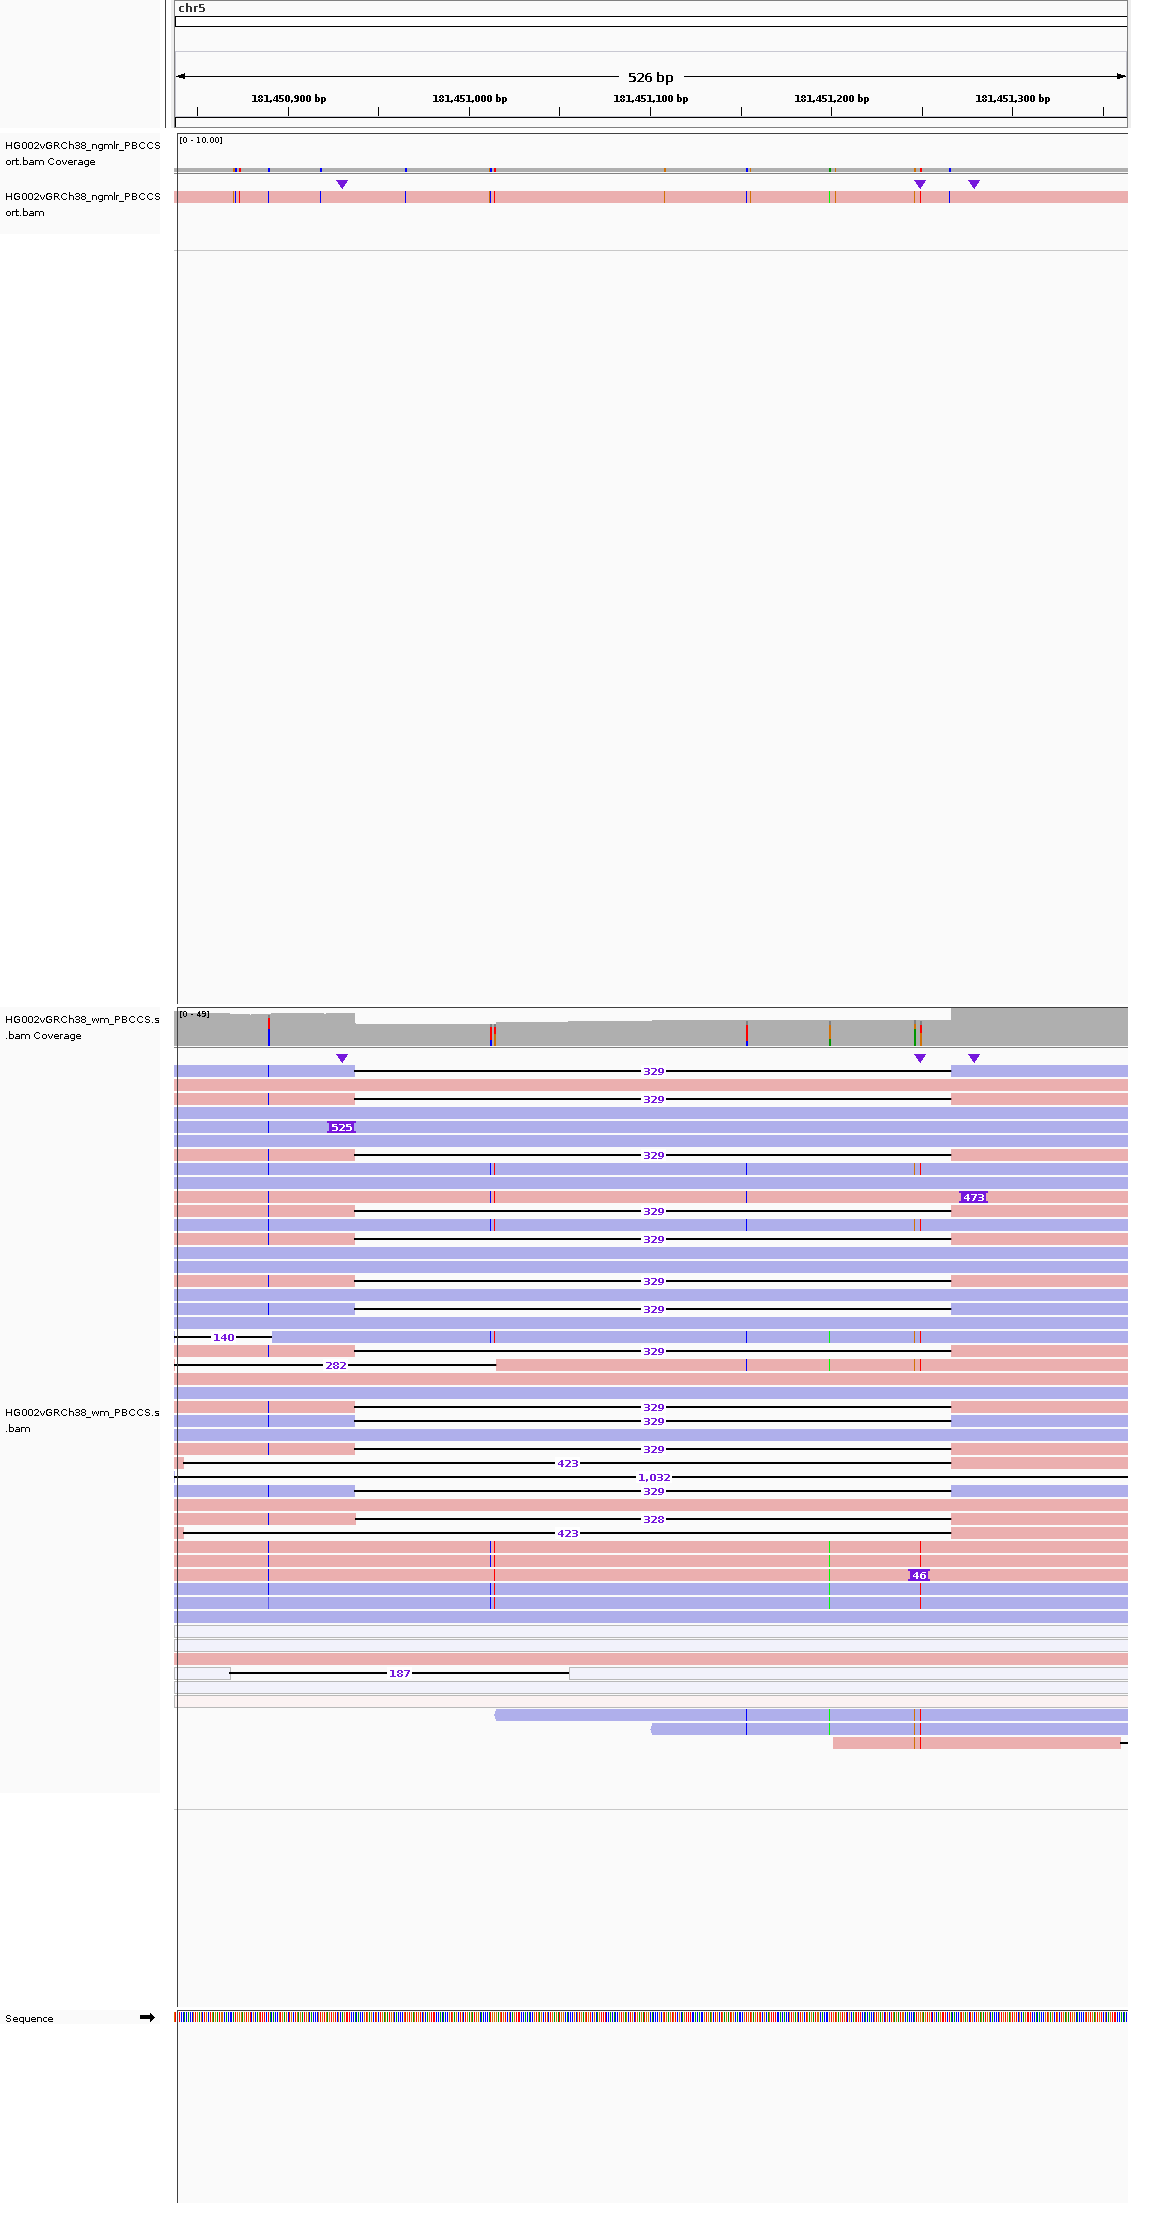 chr5
526 bp
181,450,900 bp 181,451,000 bp 181,451,100 bp 181,451,200 bp 181,451,300 bp
HG002vGRCh38_ngmlr_PBCCS
ort.bam Coverage
[0 - 10.00]
HG002vGRCh38_ngmlr_PBCCS
ort.bam
HG002vGRCh38_wm_PBCCS.s
.bam Coverage
[0 - 49]
329
329
525
329
473
329
329
329
329
140
329
282
329
329
329
423
1,032
329
328
423
46
187
HG002vGRCh38_wm_PBCCS.s
.bam
Sequence